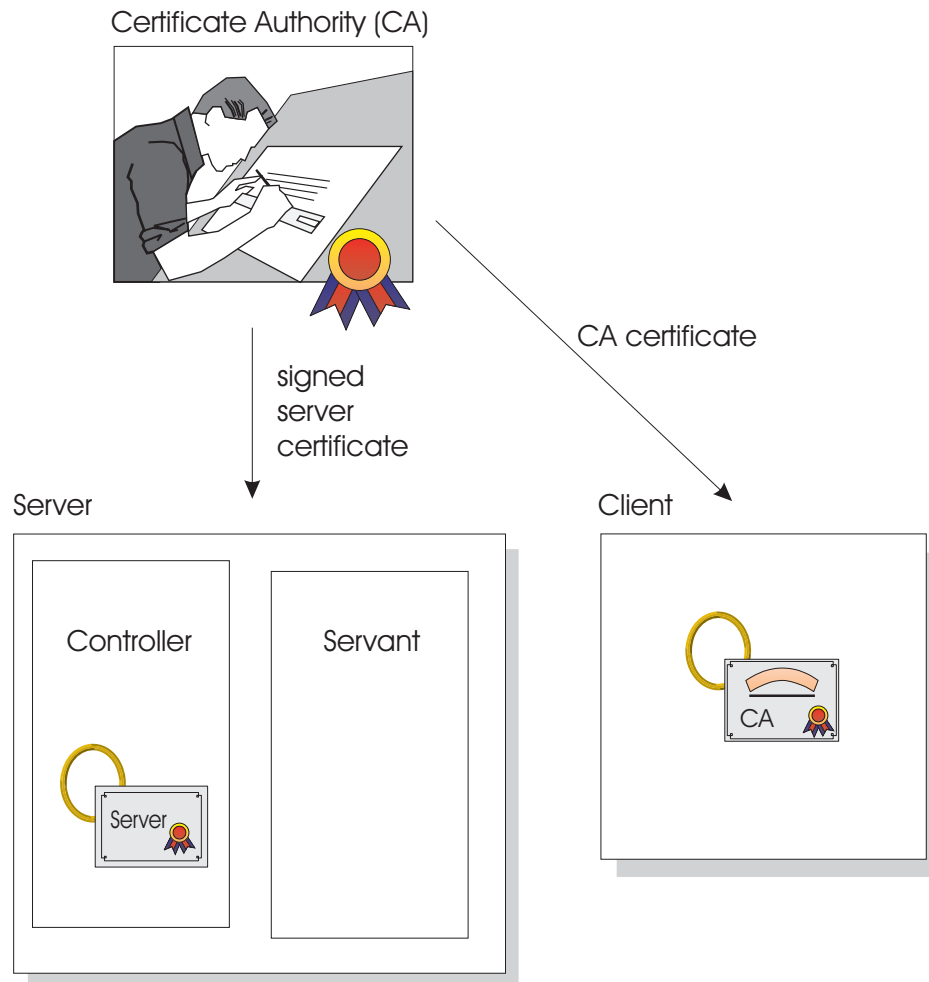 Certificate Authority (CA)
CA certificate
signed
server
certificate
Server
Client
Controller
Servant
CA
Server